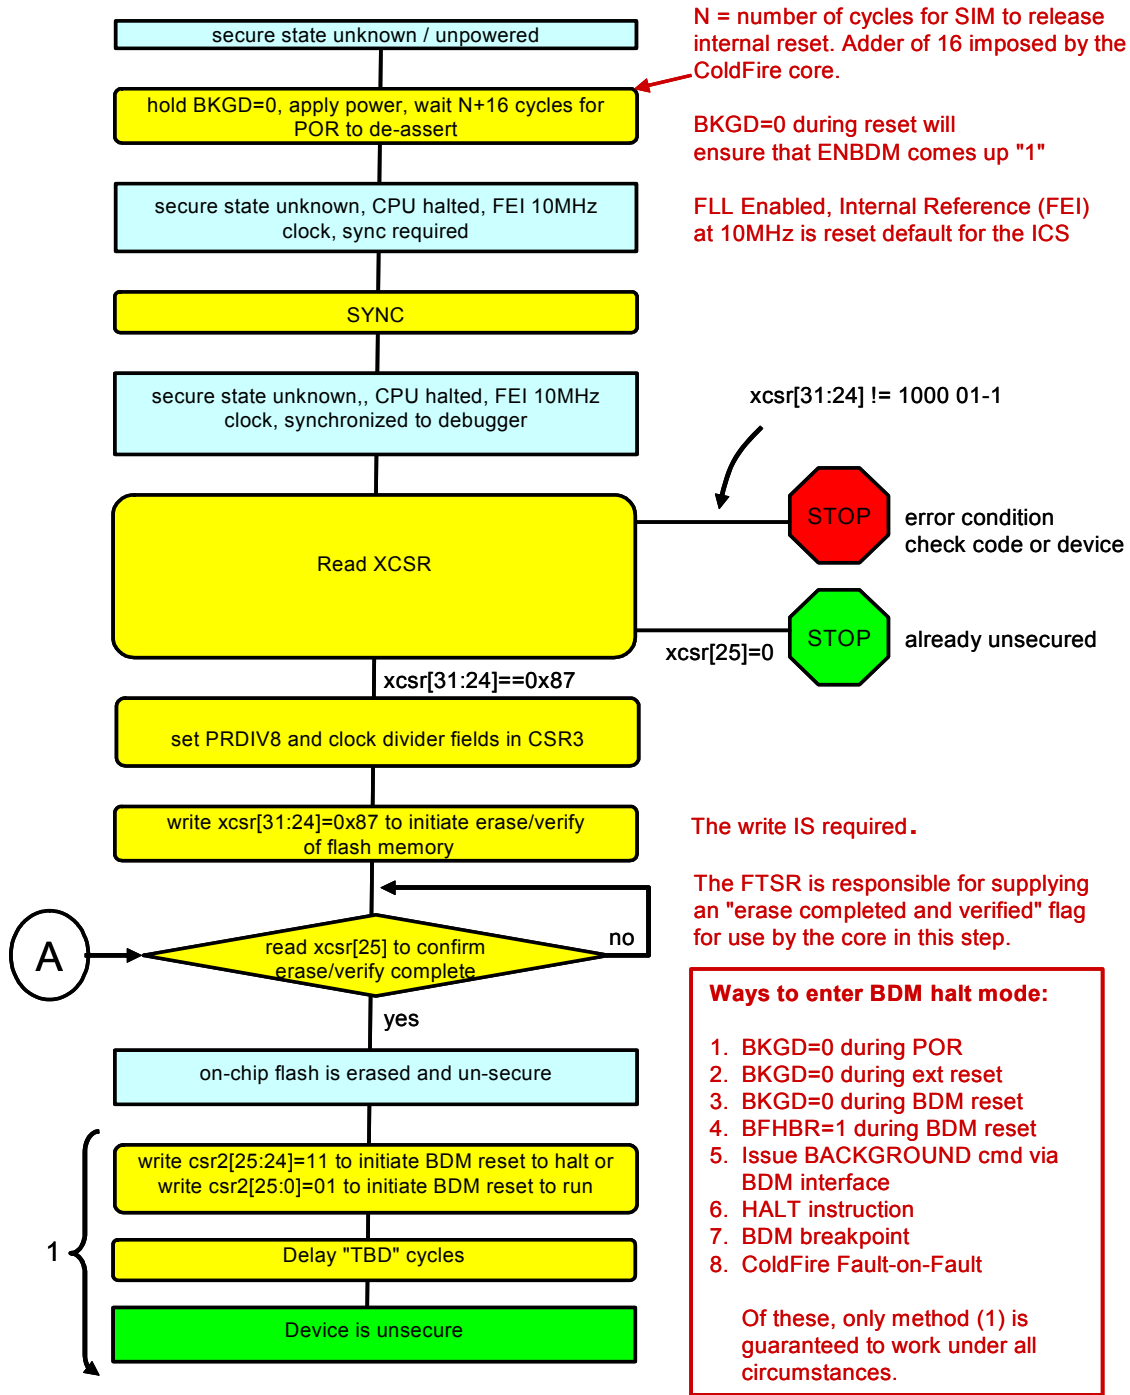 secure state unknown / unpowered
N = number of cycles for SIM to release
internal reset. Adder of 16 imposed by the
ColdFire core.
hold BKGD=0, apply power, wait N+16 cycles for
POR to de-assert
BKGD=0 during reset will
ensure that ENBDM comes up "1"
secure state unknown, CPU halted, FEI 10MHz
clock, sync required
FLL Enabled, Internal Reference (FEI)
at 10MHz is reset default for the ICS
SYNC
secure state unknown,, CPU halted, FEI 10MHz
clock, synchronized to debugger
xcsr[31:24] != 1000 01-1
Read XCSR
STOP
error condition
check code or device
STOP
already unsecured
xcsr[25]=0
xcsr[31:24]==0x87
set PRDIV8 and clock divider fields in CSR3
write xcsr[31:24]=0x87 to initiate erase/verify
of flash memory
The write IS required.
The FTSR is responsible for supplying
an "erase completed and verified" flag
for use by the core in this step.
A
read xcsr[25] to confirm
erase/verify complete
no
yes
on-chip flash is erased and un-secure
1
write csr2[25:24]=11 to initiate BDM reset to halt or
write csr2[25:0]=01 to initiate BDM reset to run
Delay "TBD" cycles
Device is unsecure
Ways to enter BDM halt mode:
1. BKGD=0 during POR
2. BKGD=0 during ext reset
3. BKGD=0 during BDM reset
4. BFHBR=1 during BDM reset
5. Issue BACKGROUND cmd via
BDM interface
6. HALT instruction
7. BDM breakpoint
8. ColdFire Fault-on-Fault
Of these, only method (1) is
guaranteed to work under all
circumstances.